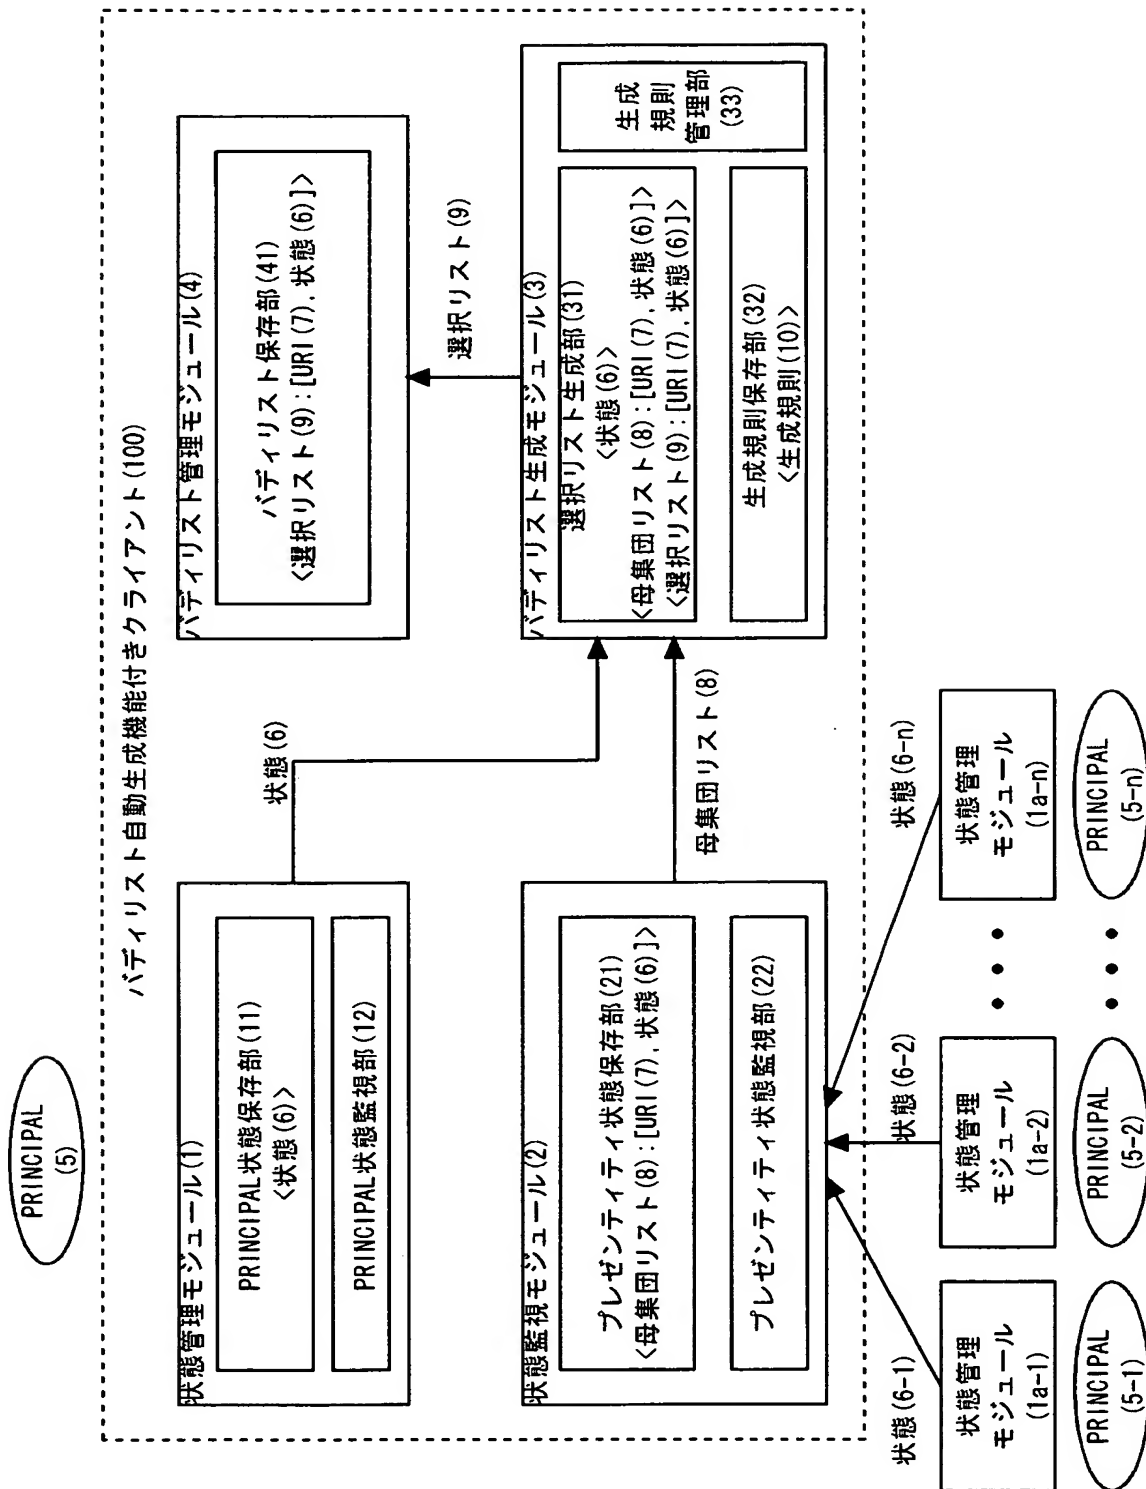 PRINCIPAL
(5)
バディリスト自動生成機能付きクライアント(100)
状態管理モジュール(1)
PRINCIPAL状態保存部(11)
<状態(6)>
PRINCIPAL状態監視部(12)
状態(6)
バディリスト管理モジュール(4)
バディリスト保存部(41)
<選択リスト(9):[URI(7),状態(6)]>
選択リスト(9)
状態監視モジュール(2)
プレゼンティティ状態保存部(21)
<母集団リスト(8):[URI(7),状態(6)]>
プレゼンティティ状態監視部(22)
母集団リスト(8)
バディリスト生成モジュール(3)
選択リスト生成部(31)
<状態(6)>
<母集団リスト(8):[URI(7),状態(6)]>
<選択リスト(9):[URI(7),状態(6)]>
生成規則保存部(32)
<生成規則(10)>
生成
規則
管理部
(33)
状態(6-1)
状態(6-2)
状態(6-n)
状態管理
モジュール
(1a-1)
状態管理
モジュール
(1a-2)
• • •
状態管理
モジュール
(1a-n)
PRINCIPAL
(5-1)
PRINCIPAL
(5-2)
• • •
PRINCIPAL
(5-n)